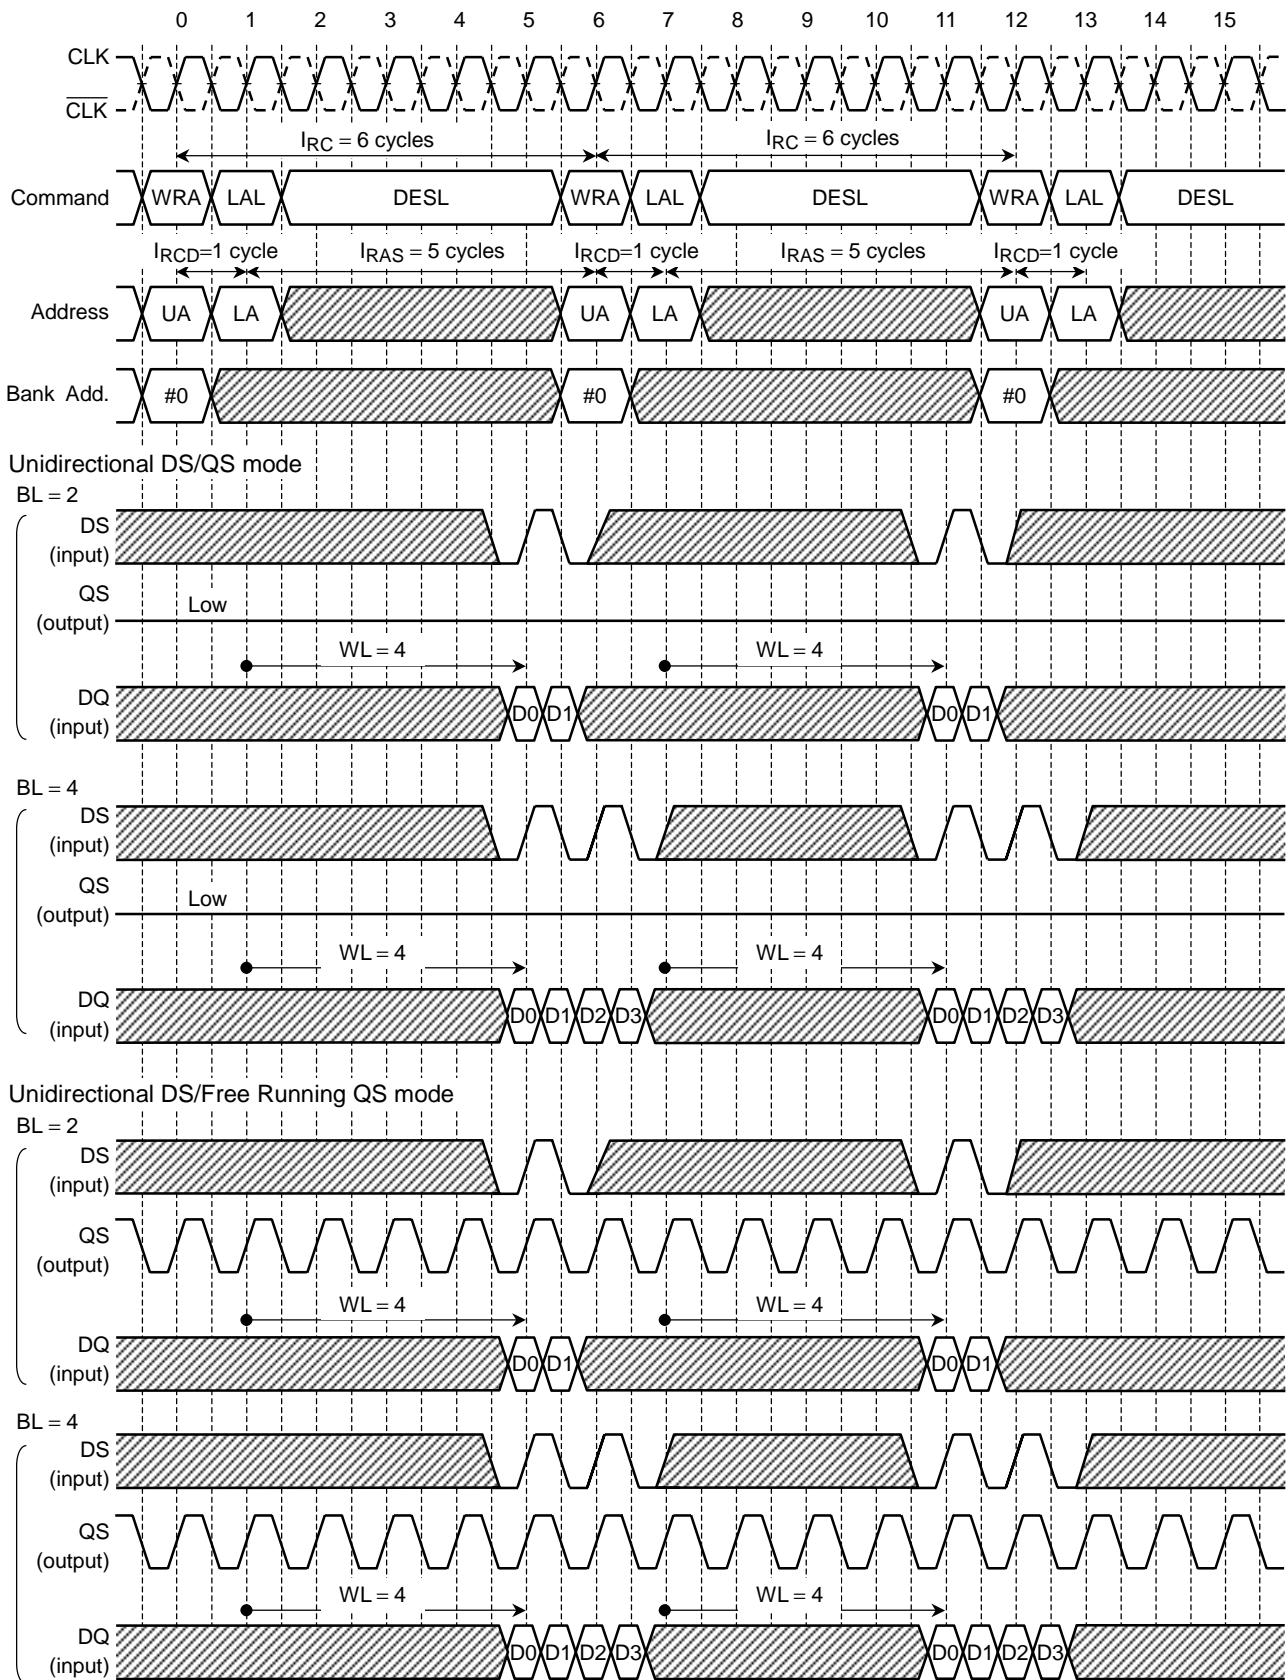 0 1 2 3 4 5 6 7 8 9 10 11 12 13 14 15
CLK
CLK
IRC = 6 cycles IRC = 6 cycles
Command WRA LAL DESL WRA LAL DESL WRA LAL DESL
IRCD=1 cycle IRAS = 5 cycles IRCD=1 cycle IRAS = 5 cycles IRCD=1 cycle
Address UA LA UA LA UA LA
Bank Add. #0 #0 #0
Unidirectional DS/QS mode
BL = 2
DS
(input)
QS
Low
(output)
WL = 4 WL = 4
DQ
D0 D1 D0 D1
(input)
BL = 4
DS
(input)
QS
Low
(output)
WL = 4 WL = 4
DQ
D0 D1 D2 D3 D0 D1 D2 D3
(input)
Unidirectional DS/Free Running QS mode
BL = 2
DS
(input)
QS
(output)
WL = 4 WL = 4
DQ
D0 D1 D0 D1
(input)
BL = 4
DS
(input)
QS
(output)
WL = 4 WL = 4
DQ
D0 D1 D2 D3 D0 D1 D2 D3
(input)